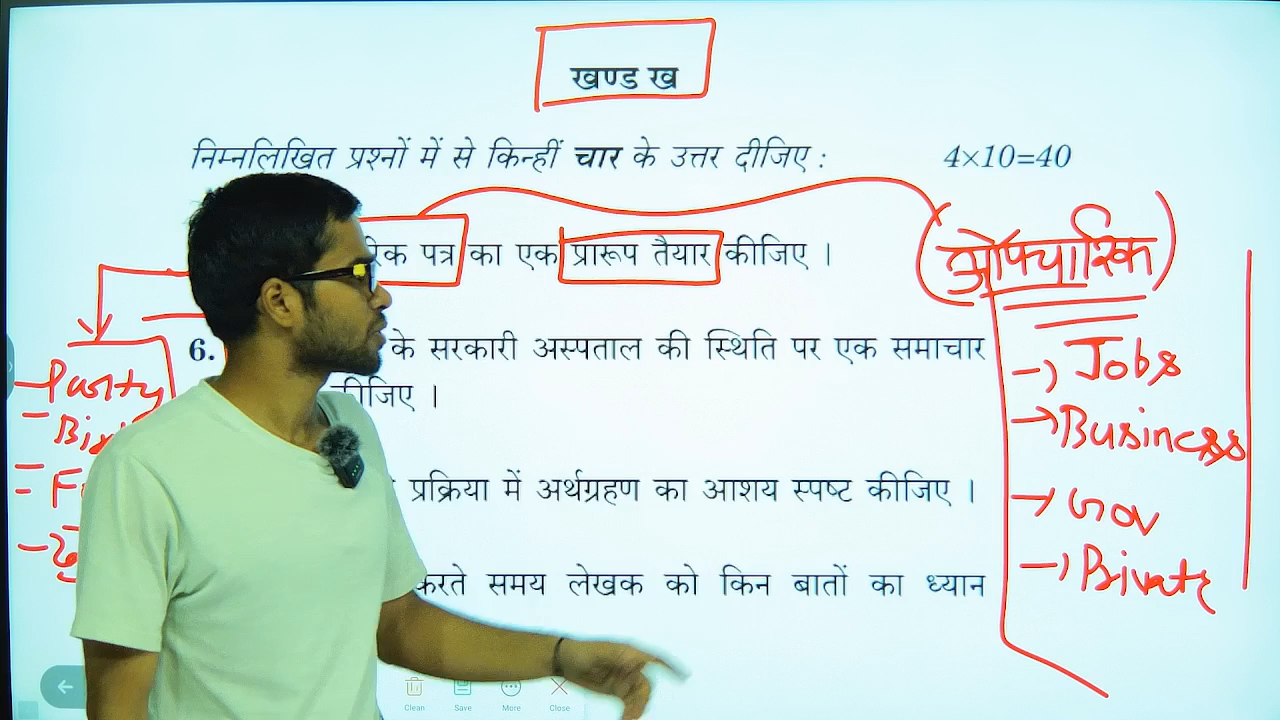 खण्ड ख
निम्नलिखित प्रश्नों में से किन्हीं चार के उत्तर दीजिए : 4×10=40
पत्र का एक प्रारूप तैयार कीजिए ।
औपचारिक
6. के सरकारी अस्पताल की स्थिति पर एक समाचार
प्रक्रिया में अर्थग्रहण का आशय स्पष्ट कीजिए ।
करते समय लेखक को किन बातों का ध्यान
Party
Jobs
Business
Gov
Private
Clean Save More Close